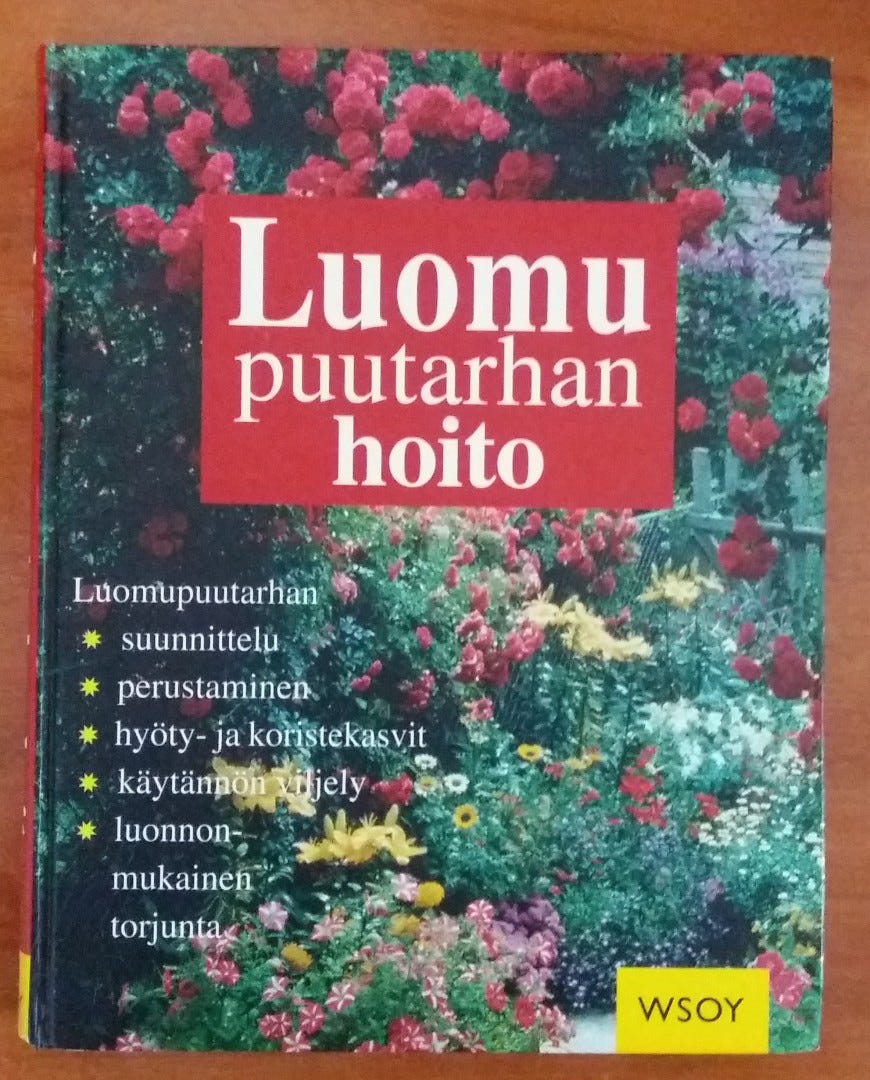 Luomu
puutarhan
hoito
Luomupuutarhan
suunnittelu
perustaminen
hyöty- ja koristekasvit
käytännön viljely
luonnon-
mukainen
torjunta
WSOY